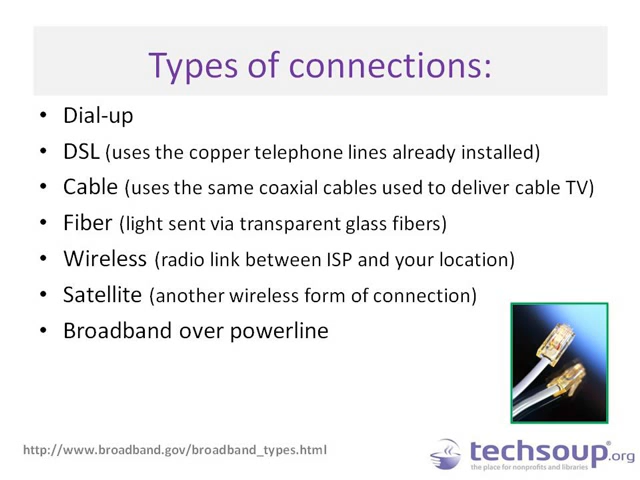 Types of connections:
• Dial-up
• DSL (uses the copper telephone lines already installed)
• Cable (uses the same coaxial cables used to deliver cable TV)
• Fiber (light sent via transparent glass fibers)
• Wireless (radio link between ISP and your location)
• Satellite (another wireless form of connection)
• Broadband over powerline
http://www.broadband.gov/broadband_types.html
techsoup®.org
the place for nonprofits and libraries